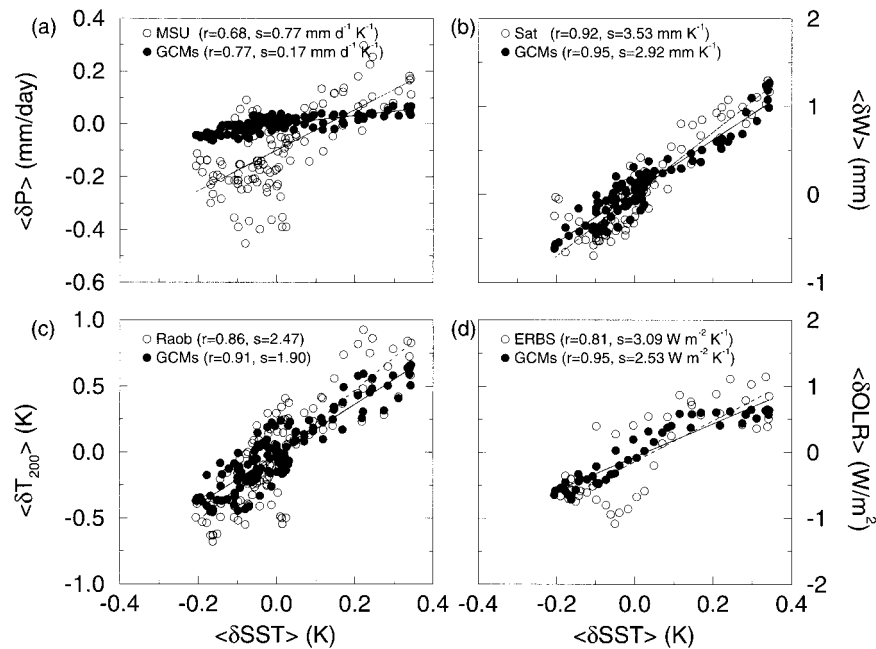 (a)
○ MSU (r=0.68, s=0.77 mm d⁻¹ K⁻¹)
● GCMs (r=0.77, s=0.17 mm d⁻¹ K⁻¹)
0.4
0.2
0.0
-0.2
-0.4
-0.6
<δP> (mm/day)
(b)
○ Sat (r=0.92, s=3.53 mm K⁻¹)
● GCMs (r=0.95, s=2.92 mm K⁻¹)
2
1
0
-1
<δW> (mm)
(c)
○ Raob (r=0.86, s=2.47)
● GCMs (r=0.91, s=1.90)
1.0
0.5
0.0
-0.5
-1.0
<δT₂₀₀> (K)
-0.4
-0.2
0.0
0.2
0.4
<δSST> (K)
(d)
○ ERBS (r=0.81, s=3.09 W m⁻² K⁻¹)
● GCMs (r=0.95, s=2.53 W m⁻² K⁻¹)
2
1
0
-1
-2
<δOLR> (W/m²)
-0.4
-0.2
0.0
0.2
0.4
<δSST> (K)